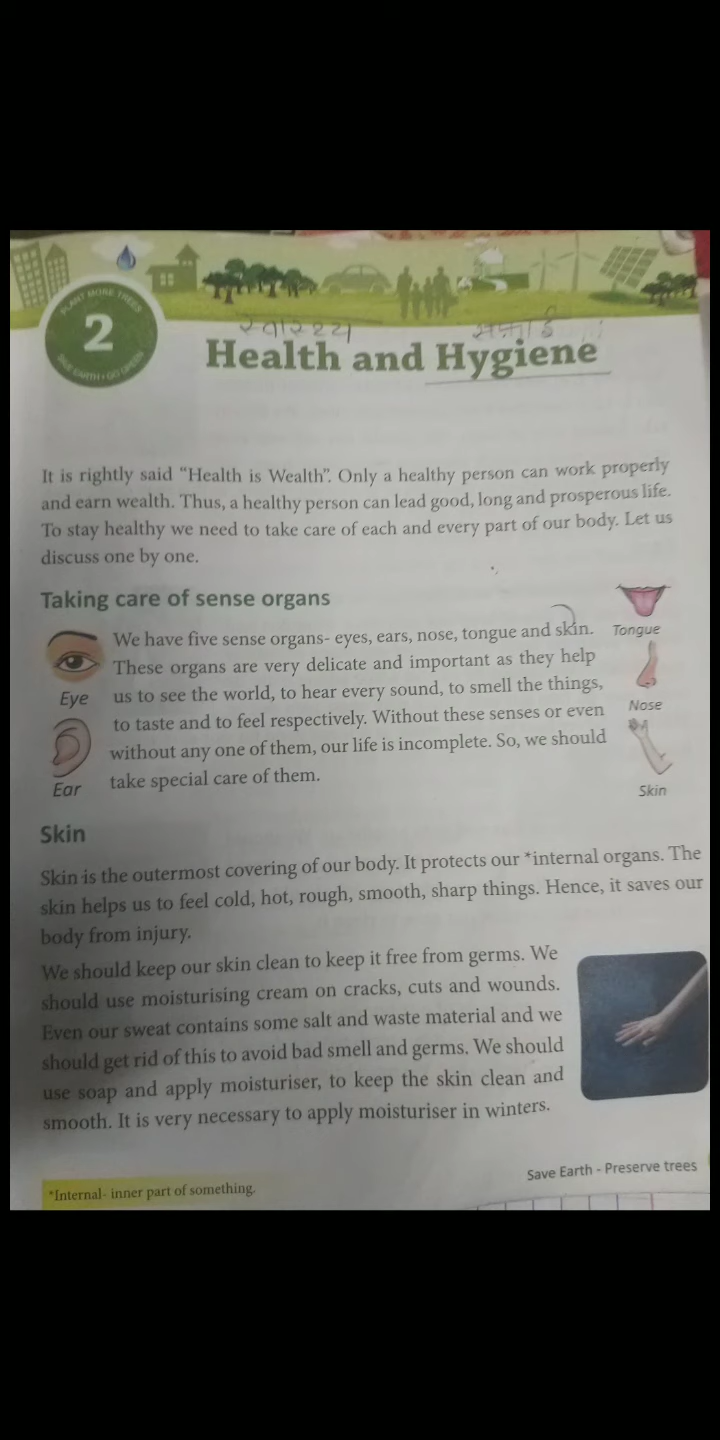 PLANT MORE TREES
2
SAVE EARTH • GO GREEN
स्वास्थ्य सफाई
Health and Hygiene
It is rightly said “Health is Wealth”. Only a healthy person can work properly
and earn wealth. Thus, a healthy person can lead good, long and prosperous life.
To stay healthy we need to take care of each and every part of our body. Let us
discuss one by one.
Taking care of sense organs
We have five sense organs- eyes, ears, nose, tongue and skin.
These organs are very delicate and important as they help
us to see the world, to hear every sound, to smell the things,
to taste and to feel respectively. Without these senses or even
without any one of them, our life is incomplete. So, we should
take special care of them.
Eye
Ear
Tongue
Nose
Skin
Skin
Skin is the outermost covering of our body. It protects our *internal organs. The
skin helps us to feel cold, hot, rough, smooth, sharp things. Hence, it saves our
body from injury.
We should keep our skin clean to keep it free from germs. We
should use moisturising cream on cracks, cuts and wounds.
Even our sweat contains some salt and waste material and we
should get rid of this to avoid bad smell and germs. We should
use soap and apply moisturiser, to keep the skin clean and
smooth. It is very necessary to apply moisturiser in winters.
*Internal- inner part of something.
Save Earth - Preserve trees